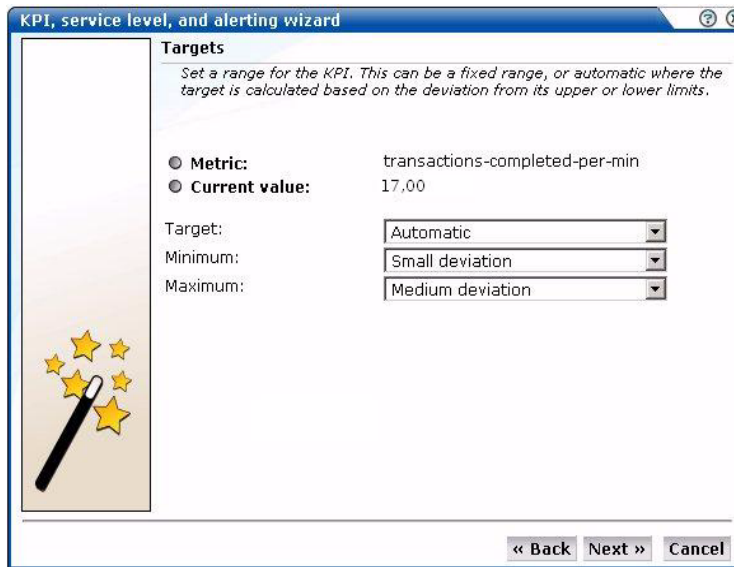 KPI, service level, and alerting wizard
Targets
Set a range for the KPI. This can be a fixed range, or automatic where the
target is calculated based on the deviation from its upper or lower limits.
Metric: transactions-completed-per-min
Current value: 17,00
Target: Automatic
Minimum: Small deviation
Maximum: Medium deviation
« Back Next » Cancel